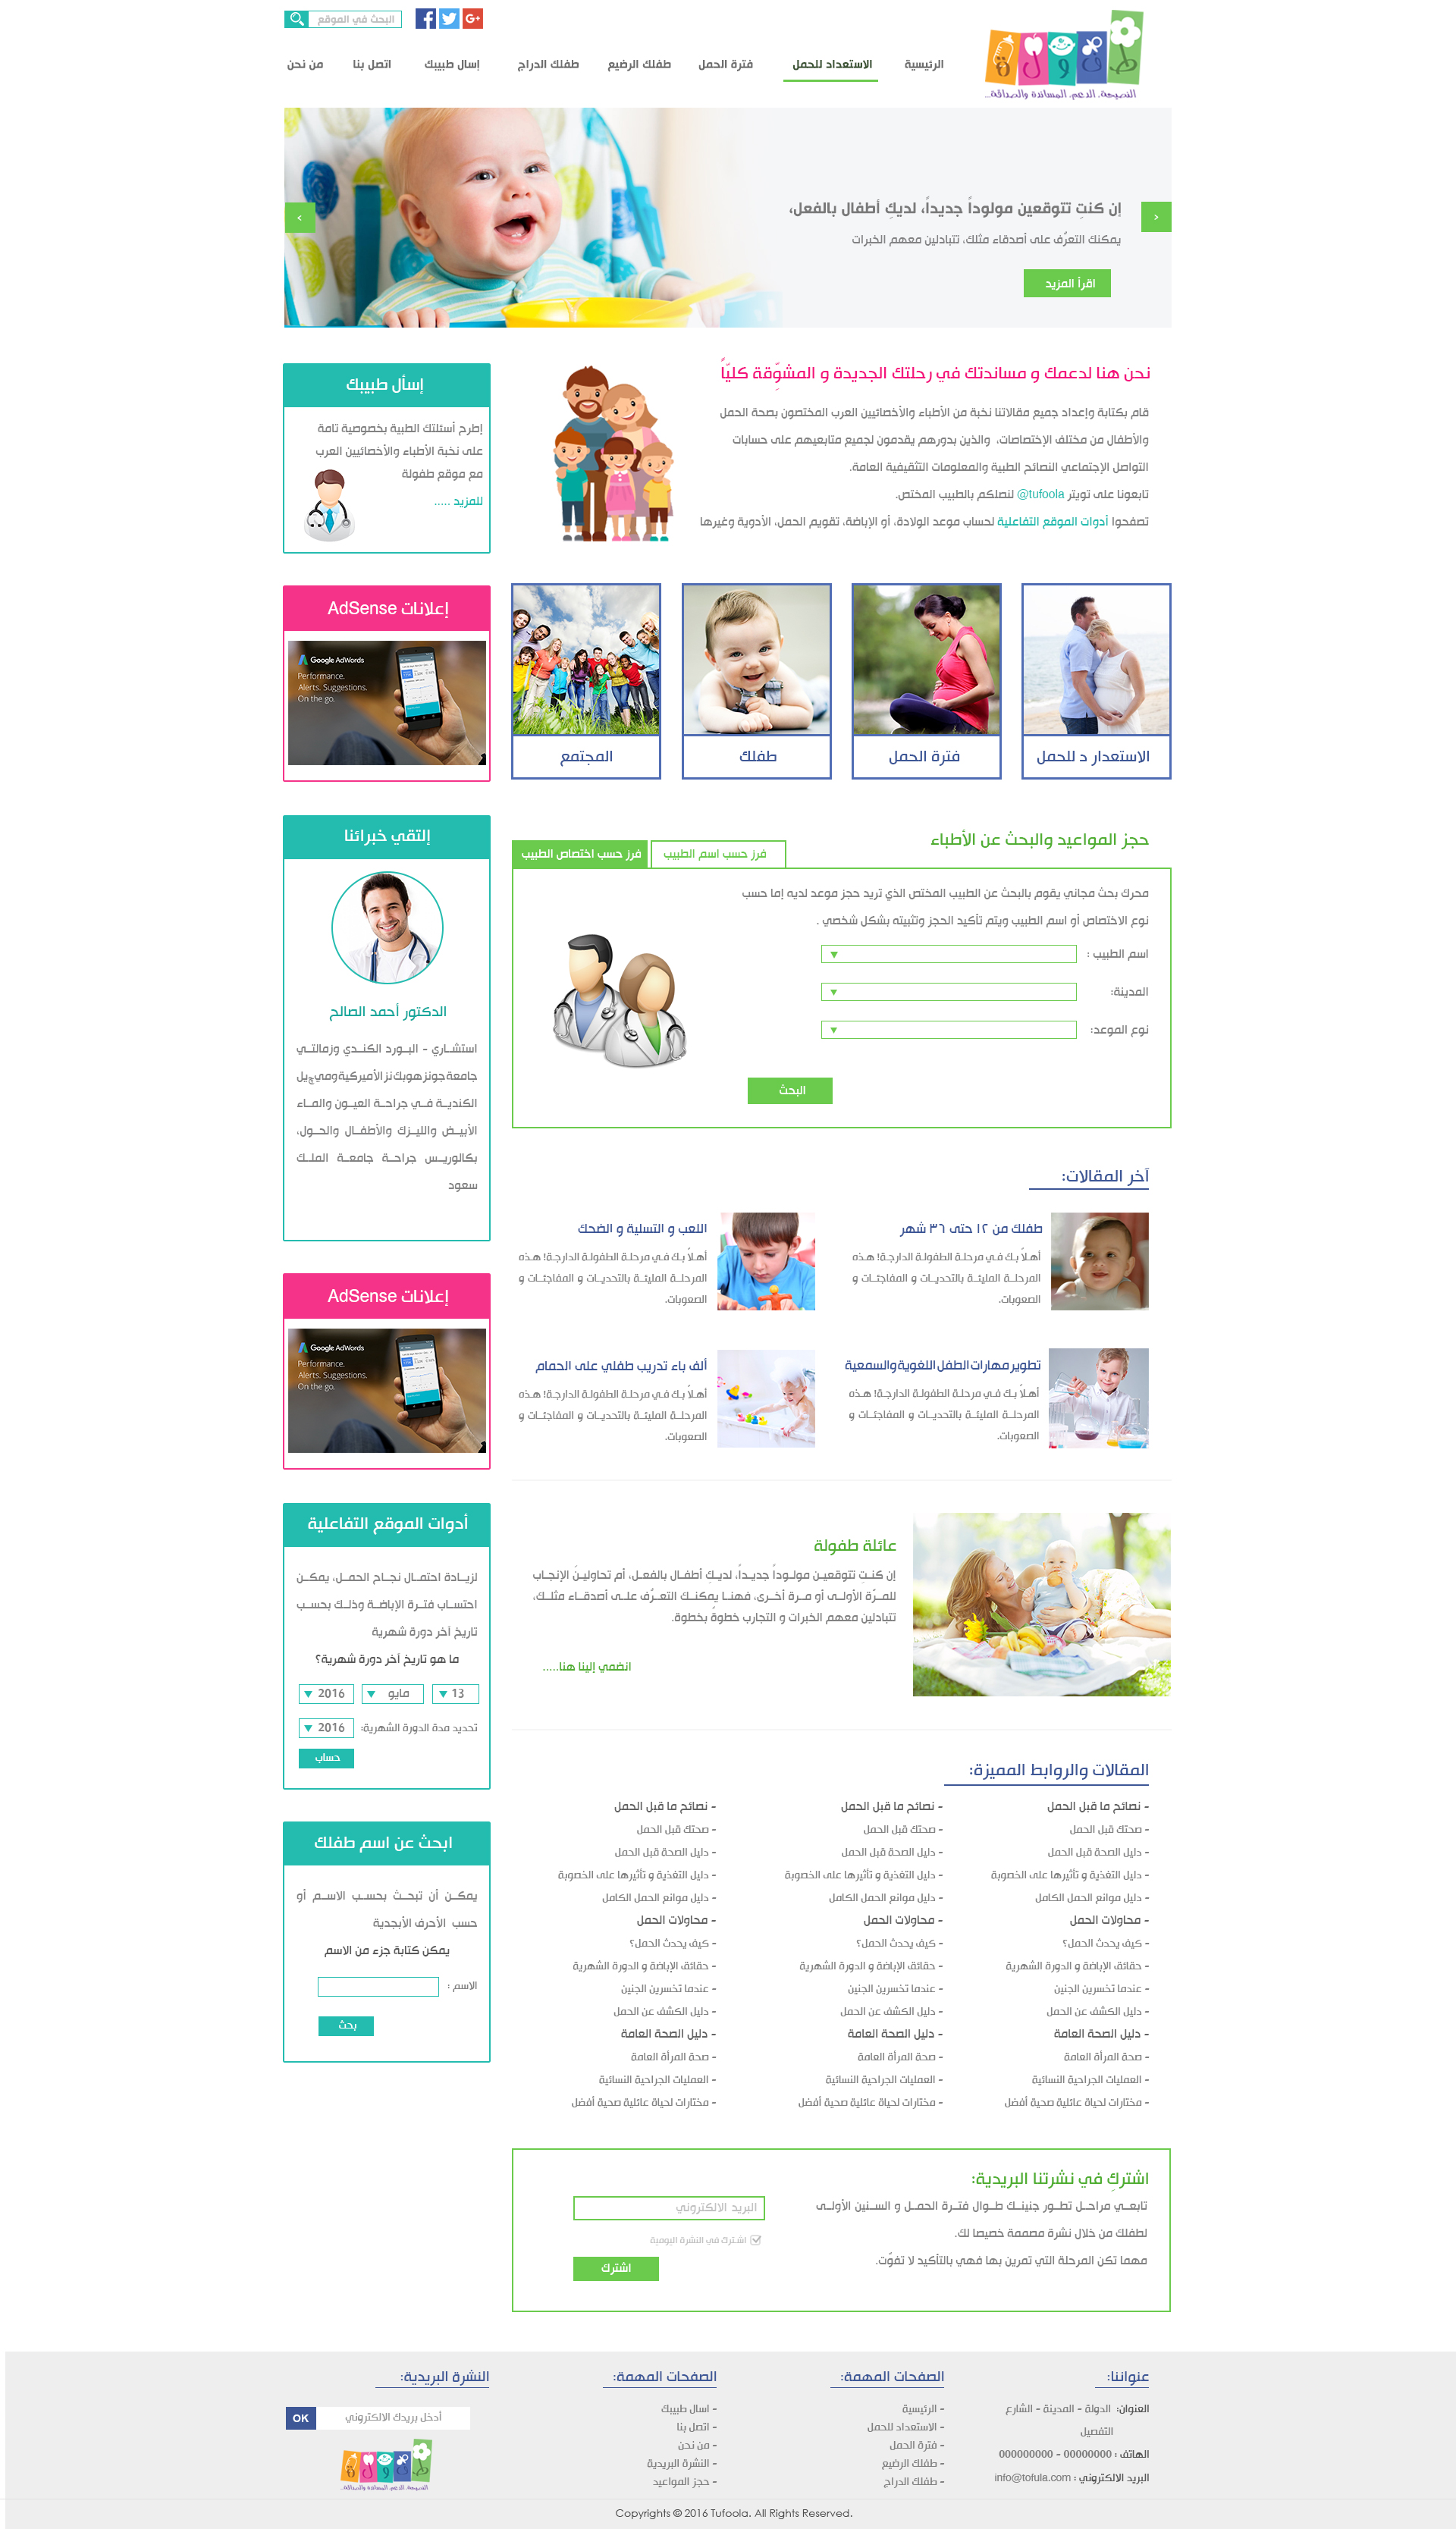 البحث في الموقع
الرئيسية
الاستعداد للحمل
فترة الحمل
طفلك الرضيع
طفلك الدراج
إسال طبيبك
اتصل بنا
من نحن
النصيحة. الدعم. المساندة والصداقة...
إن كنتِ تتوقعين مولوداً جديداً، لديكِ أطفال بالفعل،
يمكنك التعرُّف على أصدقاء مثلك، تتبادلين معهم الخبرات
اقرأ المزيد
نحن هنا لدعمك و مساندتك في رحلتك الجديدة و المشوّقة كليّاً
قام بكتابة وإعداد جميع مقالاتنا نخبة من الأطباء والأخصائيين العرب المختصون بصحة الحمل
والأطفال من مختلف الإختصاصات، والذين بدورهم يقدمون لجميع متابعيهم على حسابات
التواصل الإجتماعي النصائح الطبية والمعلومات التثقيفية العامة.
تابعونا على تويتر @tufoola لنصلكم بالطبيب المختص.
تصفحوا أدوات الموقع التفاعلية لحساب موعد الولادة، أو الإباضة، تقويم الحمل، الأدوية وغيرها
إسأل طبيبك
إطرح أسئلتك الطبية بخصوصية تامة
على نخبة الأطباء والأخصائيين العرب
مع موقع طفولة
للمزيد .....
الاستعدار د للحمل
فترة الحمل
طفلك
المجتمع
إعلانات AdSense
Google AdWords
Performance.
Alerts. Suggestions.
On the go.
حجز المواعيد والبحث عن الأطباء
فرز حسب اسم الطبيب
فرز حسب اختصاص الطبيب
محرك بحث مجاني يقوم بالبحث عن الطبيب المختص الذي تريد حجز موعد لديه إما حسب
نوع الاختصاص أو اسم الطبيب ويتم تأكيد الحجز وتثبيته بشكل شخصي .
اسم الطبيب :
المدينة:
نوع الموعد:
البحث
إلتقي خبرائنا
الدكتور أحمد الصالح
استشاري - البورد الكندي وزمالتي
جامعة جونز هوبكنز الأميركية وميچيل
الكندية في جراحة العيون والماء
الأبيض والليزك والأطفال والحول،
بكالوريس جراحة جامعة الملك
سعود
آخر المقالات:
طفلك من ١٢ حتى ٣٦ شهر
أهلاً بك في مرحلة الطفولة الدارجة! هذه
المرحلة المليئة بالتحديات و المفاجئات و
الصعوبات.
اللعب و التسلية و الضحك
أهلاً بك في مرحلة الطفولة الدارجة! هذه
المرحلة المليئة بالتحديات و المفاجئات و
الصعوبات.
تطوير مهارات الطفل اللغوية والسمعية
أهلاً بك في مرحلة الطفولة الدارجة! هذه
المرحلة المليئة بالتحديات و المفاجئات و
الصعوبات.
ألف باء تدريب طفلي على الحمام
أهلاً بك في مرحلة الطفولة الدارجة! هذه
المرحلة المليئة بالتحديات و المفاجئات و
الصعوبات.
إعلانات AdSense
Google AdWords
Performance.
Alerts. Suggestions.
On the go.
عائلة طفولة
إن كنتِ تتوقعين مولوداً جديداً، لديكِ أطفال بالفعل، أم تحاولين الإنجاب
للمرّة الأولى أو مرة أخرى، فهنا يمكنك التعرُّف على أصدقاء مثلك،
تتبادلين معهم الخبرات و التجارب خطوة بخطوة.
انضمي إلينا هنا.....
أدوات الموقع التفاعلية
لزيادة احتمال نجاح الحمل، يمكن
احتساب فترة الإباضة وذلك بحسب
تاريخ آخر دورة شهرية
ما هو تاريخ آخر دورة شهرية؟
13
مايو
2016
تحديد مدة الدورة الشهرية:
2016
حساب
المقالات والروابط المميزة:
- نصائح ما قبل الحمل
- صحتك قبل الحمل
- دليل الصحة قبل الحمل
- دليل التغذية و تأثيرها على الخصوبة
- دليل موانع الحمل الكامل
- محاولات الحمل
- كيف يحدث الحمل؟
- حقائق الإباضة و الدورة الشهرية
- عندما تخسرين الجنين
- دليل الكشف عن الحمل
- دليل الصحة العامة
- صحة المرأة العامة
- العمليات الجراحية النسائية
- مختارات لحياة عائلية صحية أفضل
- نصائح ما قبل الحمل
- صحتك قبل الحمل
- دليل الصحة قبل الحمل
- دليل التغذية و تأثيرها على الخصوبة
- دليل موانع الحمل الكامل
- محاولات الحمل
- كيف يحدث الحمل؟
- حقائق الإباضة و الدورة الشهرية
- عندما تخسرين الجنين
- دليل الكشف عن الحمل
- دليل الصحة العامة
- صحة المرأة العامة
- العمليات الجراحية النسائية
- مختارات لحياة عائلية صحية أفضل
- نصائح ما قبل الحمل
- صحتك قبل الحمل
- دليل الصحة قبل الحمل
- دليل التغذية و تأثيرها على الخصوبة
- دليل موانع الحمل الكامل
- محاولات الحمل
- كيف يحدث الحمل؟
- حقائق الإباضة و الدورة الشهرية
- عندما تخسرين الجنين
- دليل الكشف عن الحمل
- دليل الصحة العامة
- صحة المرأة العامة
- العمليات الجراحية النسائية
- مختارات لحياة عائلية صحية أفضل
ابحث عن اسم طفلك
يمكن أن تبحث بحسب الاسم أو
حسب الأحرف الأبجدية
يمكن كتابة جزء من الاسم
الاسم :
بحث
اشتركِ في نشرتنا البريدية:
تابعي مراحل تطور جنينك طوال فترة الحمل و السنين الأولى
لطفلك من خلال نشرة مصممة خصيصا لك.
مهما تكن المرحلة التي تمرين بها فهي بالتأكيد لا تفوّت.
البريد الالكتروني
اشترك في النشرة اليومية
اشترك
عنواننا:
العنوان: الدولة - المدينة - الشارع
التفصيل
الهاتف : 00000000 - 000000000
البريد الالكتروني : info@tofula.com
الصفحات المهمة:
- الرئيسية
- الاستعداد للحمل
- فترة الحمل
- طفلك الرضيع
- طفلك الدراج
الصفحات المهمة:
- اسال طبيبك
- اتصل بنا
- من نحن
- النشرة البريدية
- حجز المواعيد
النشرة البريدية:
أدخل بريدك الالكتروني
OK
النصيحة. الدعم. المساندة والصداقة...
Copyrights © 2016 Tufoola. All Rights Reserved.